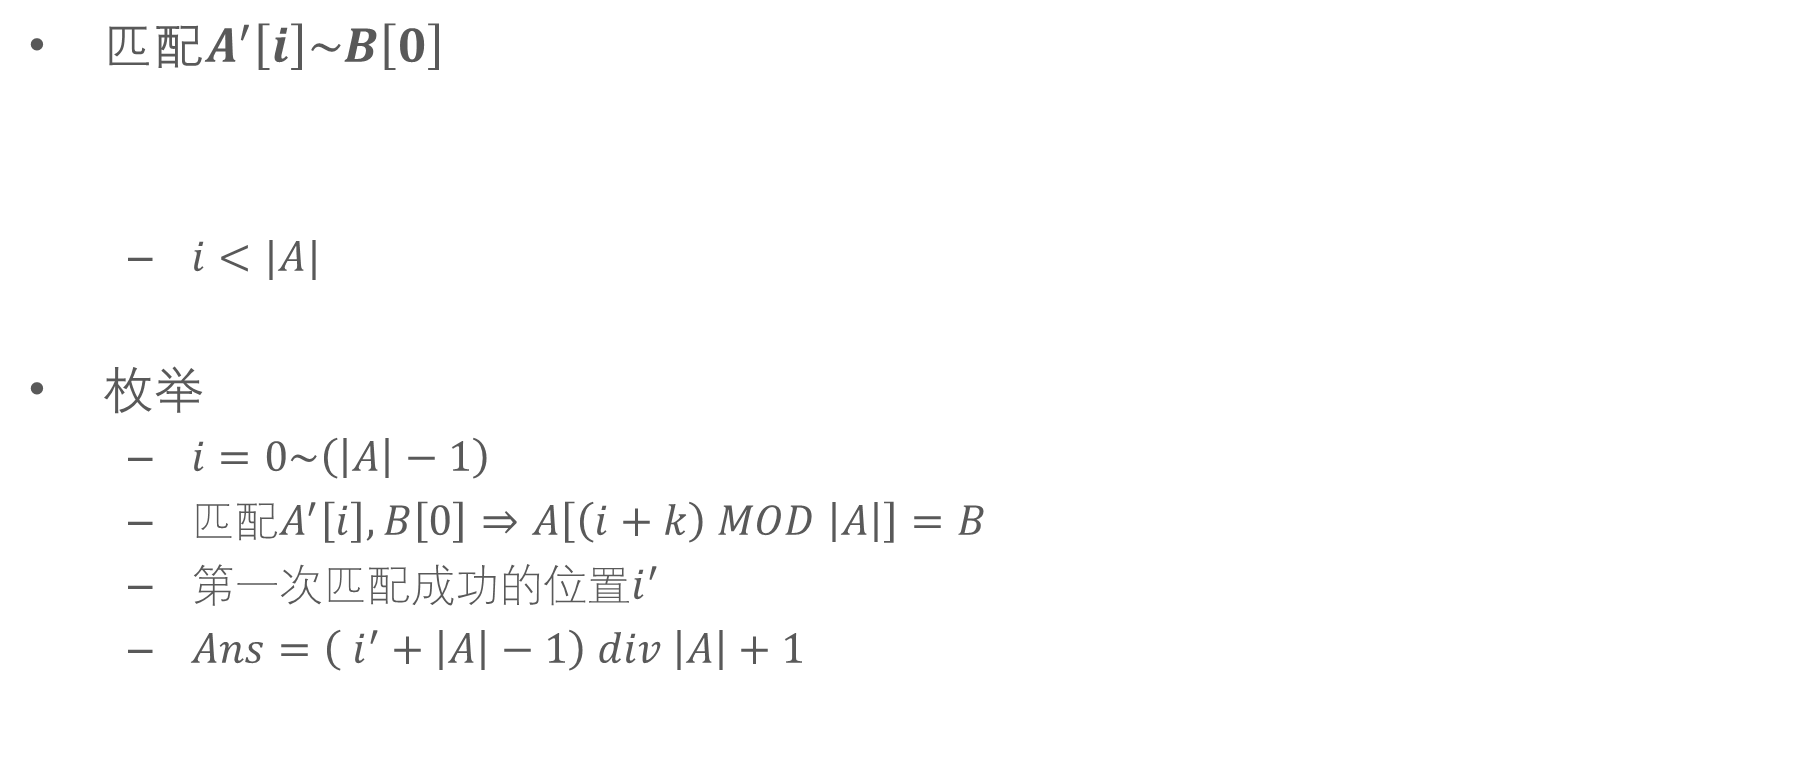 • 匹配A′[i]~B[0]
– i < |A|
• 枚举
– i = 0~(|A| − 1)
– 匹配A′[i], B[0] ⇒ A[(i + k) MOD |A|] = B
– 第一次匹配成功的位置i′
– Ans = ( i′ + |A| − 1) div |A| + 1